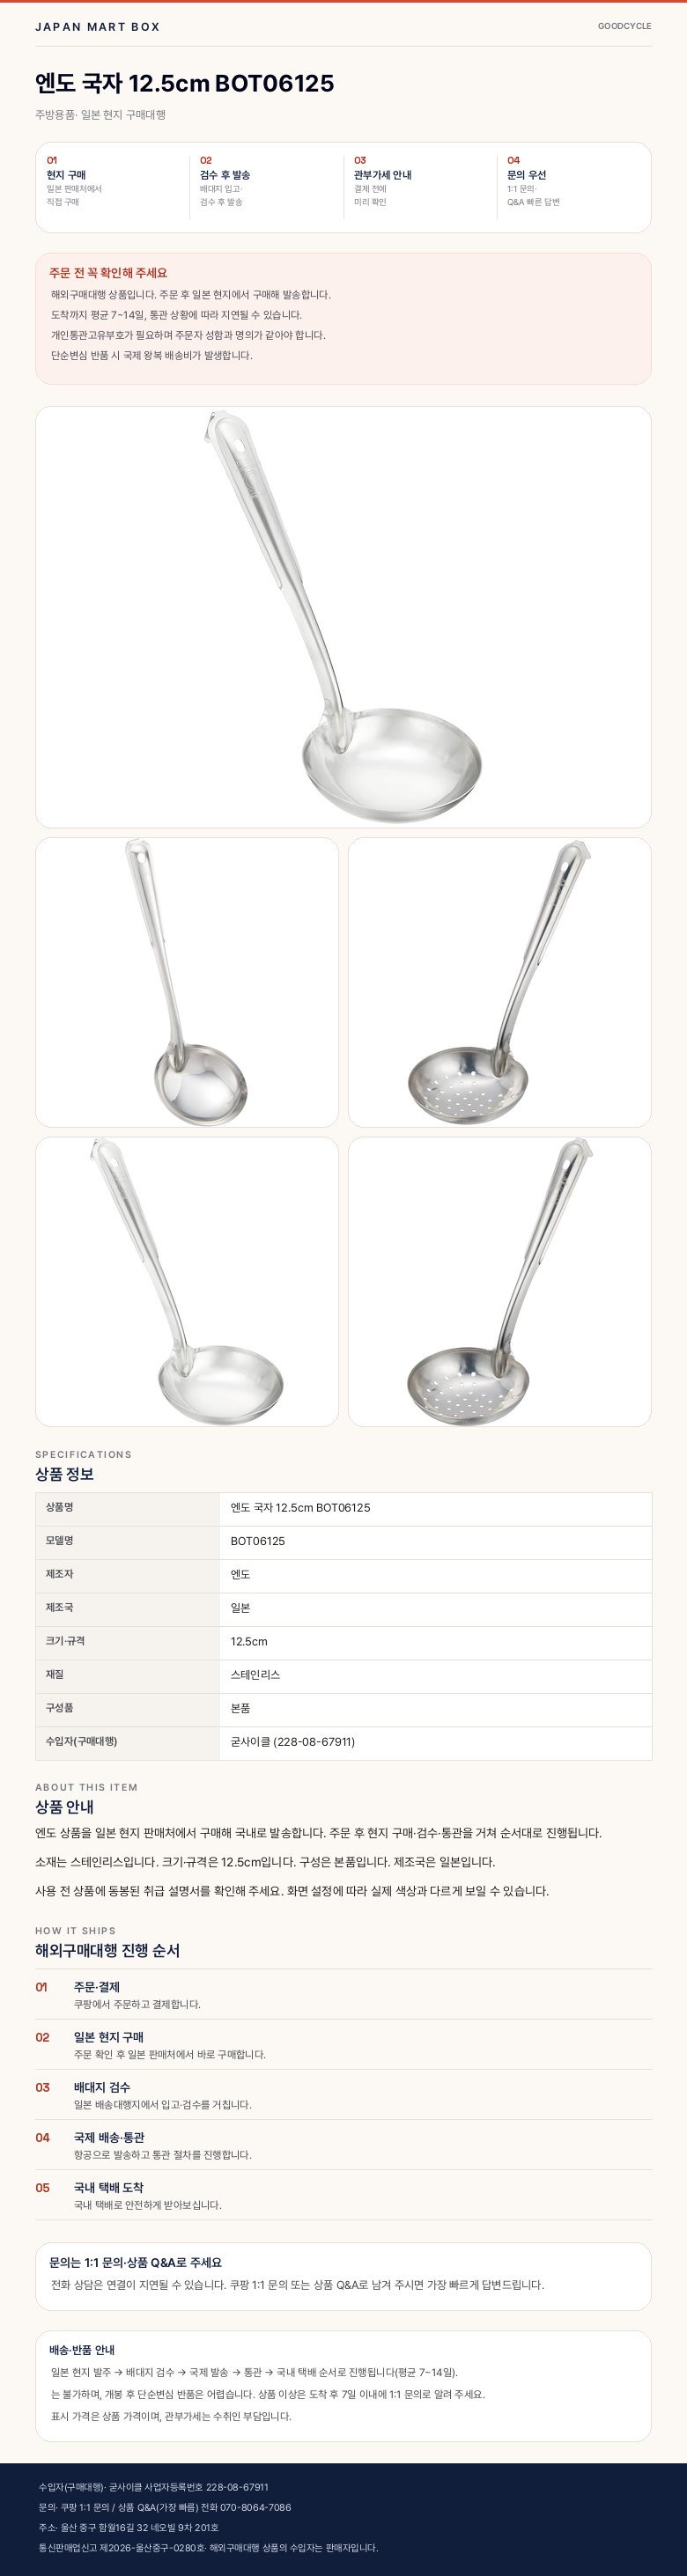 JAPAN MART BOX
GOODCYCLE
엔도 국자 12.5cm BOT06125
주방용품· 일본 현지 구매대행
01
현지 구매
일본 판매처에서
직접 구매
02
검수 후 발송
배대지 입고·
검수 후 발송
03
관부가세 안내
결제 전에
미리 확인
04
문의 우선
1:1 문의·
Q&A 빠른 답변
주문 전 꼭 확인해 주세요
해외구매대행 상품입니다. 주문 후 일본 현지에서 구매해 발송합니다.
도착까지 평균 7~14일, 통관 상황에 따라 지연될 수 있습니다.
개인통관고유부호가 필요하며 주문자 성함과 명의가 같아야 합니다.
단순변심 반품 시 국제 왕복 배송비가 발생합니다.
SPECIFICATIONS
상품 정보
상품명 엔도 국자 12.5cm BOT06125
모델명 BOT06125
제조자 엔도
제조국 일본
크기·규격 12.5cm
재질 스테인리스
구성품 본품
수입자(구매대행) 굳사이클 (228-08-67911)
ABOUT THIS ITEM
상품 안내
엔도 상품을 일본 현지 판매처에서 구매해 국내로 발송합니다. 주문 후 현지 구매·검수·통관을 거쳐 순서대로 진행됩니다.
소재는 스테인리스입니다. 크기·규격은 12.5cm입니다. 구성은 본품입니다. 제조국은 일본입니다.
사용 전 상품에 동봉된 취급 설명서를 확인해 주세요. 화면 설정에 따라 실제 색상과 다르게 보일 수 있습니다.
HOW IT SHIPS
해외구매대행 진행 순서
01 주문·결제
쿠팡에서 주문하고 결제합니다.
02 일본 현지 구매
주문 확인 후 일본 판매처에서 바로 구매합니다.
03 배대지 검수
일본 배송대행지에서 입고·검수를 거칩니다.
04 국제 배송·통관
항공으로 발송하고 통관 절차를 진행합니다.
05 국내 택배 도착
국내 택배로 안전하게 받아보십니다.
문의는 1:1 문의·상품 Q&A로 주세요
전화 상담은 연결이 지연될 수 있습니다. 쿠팡 1:1 문의 또는 상품 Q&A로 남겨 주시면 가장 빠르게 답변드립니다.
배송·반품 안내
일본 현지 발주 → 배대지 검수 → 국제 발송 → 통관 → 국내 택배 순서로 진행됩니다(평균 7~14일).
는 불가하며, 개봉 후 단순변심 반품은 어렵습니다. 상품 이상은 도착 후 7일 이내에 1:1 문의로 알려 주세요.
표시 가격은 상품 가격이며, 관부가세는 수취인 부담입니다.
수입자(구매대행)· 굳사이클 사업자등록번호 228-08-67911
문의· 쿠팡 1:1 문의 / 상품 Q&A(가장 빠름) 전화 070-8064-7086
주소· 울산 중구 함월16길 32 네오빌 9차 201호
통신판매업신고 제2026-울산중구-0280호· 해외구매대행 상품의 수입자는 판매자입니다.